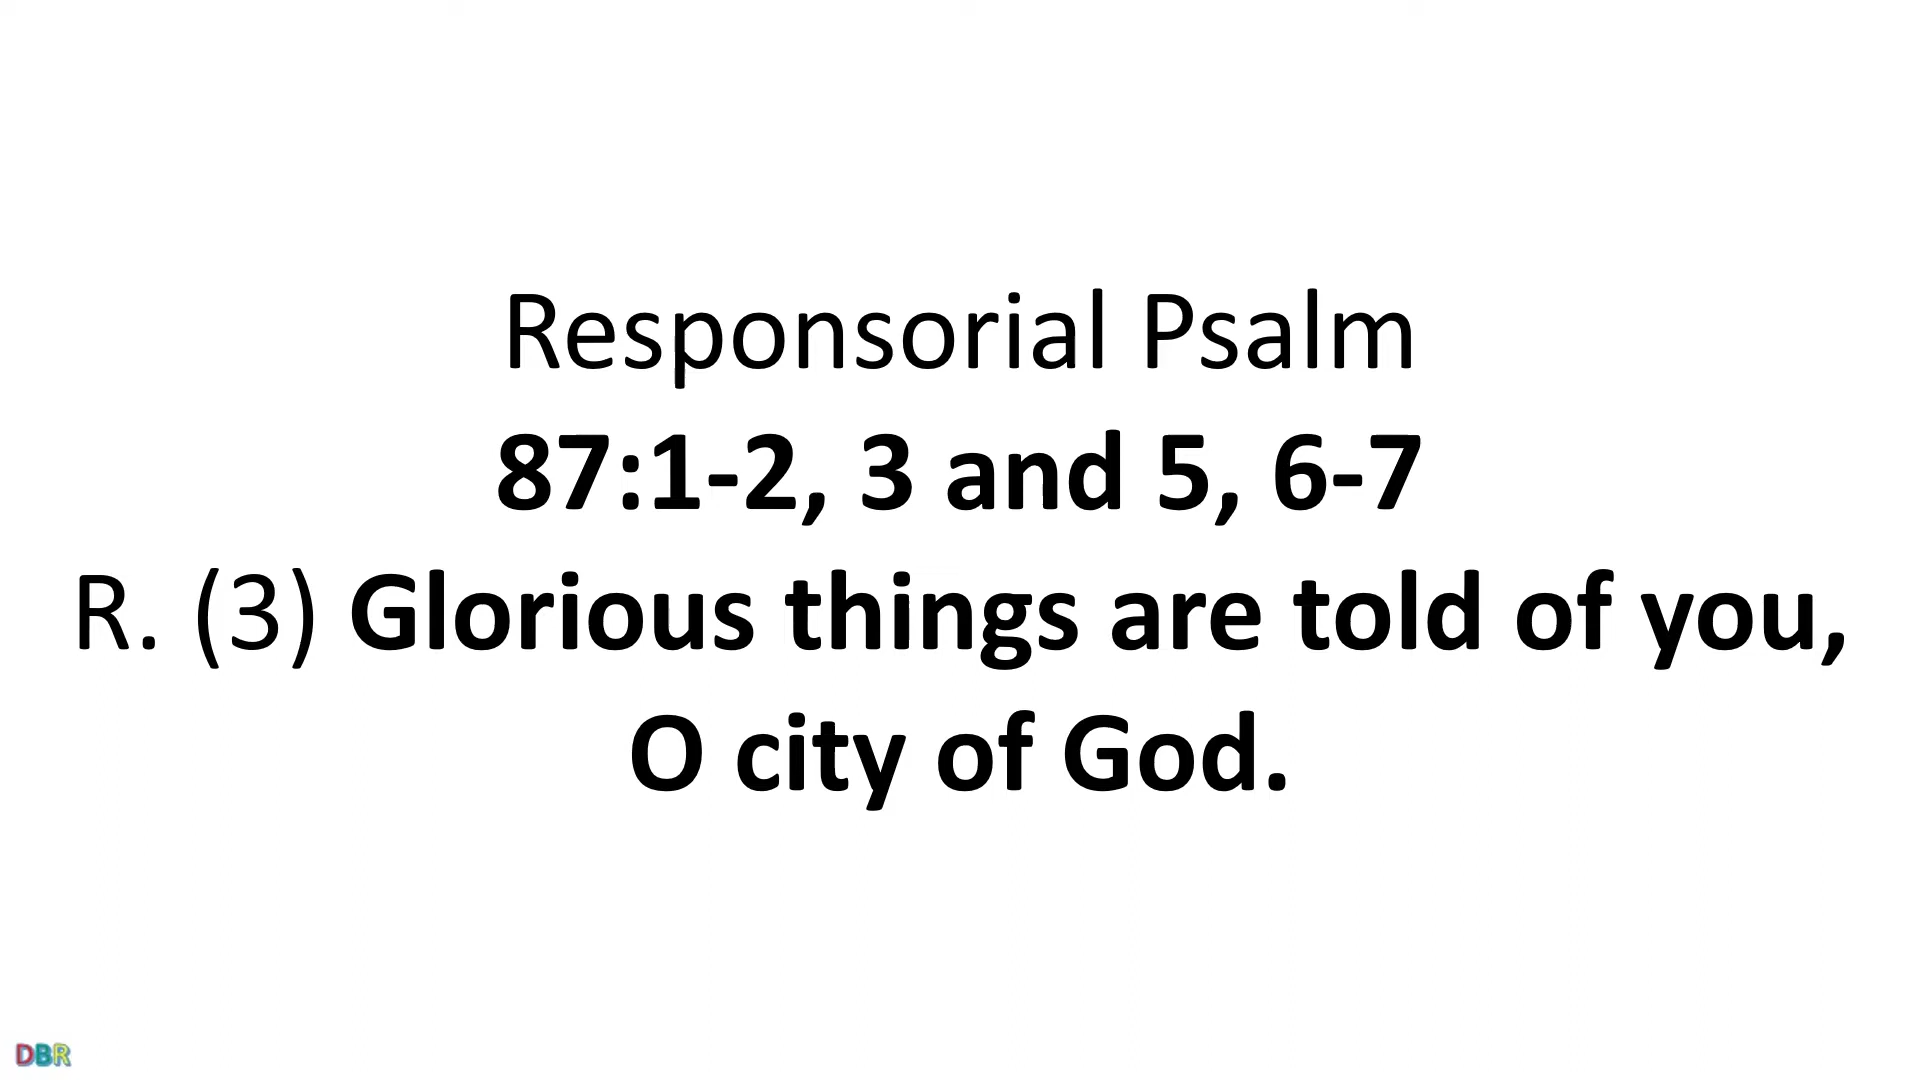 Responsorial Psalm
87:1-2, 3 and 5, 6-7
R. (3) Glorious things are told of you,
O city of God.
DBR